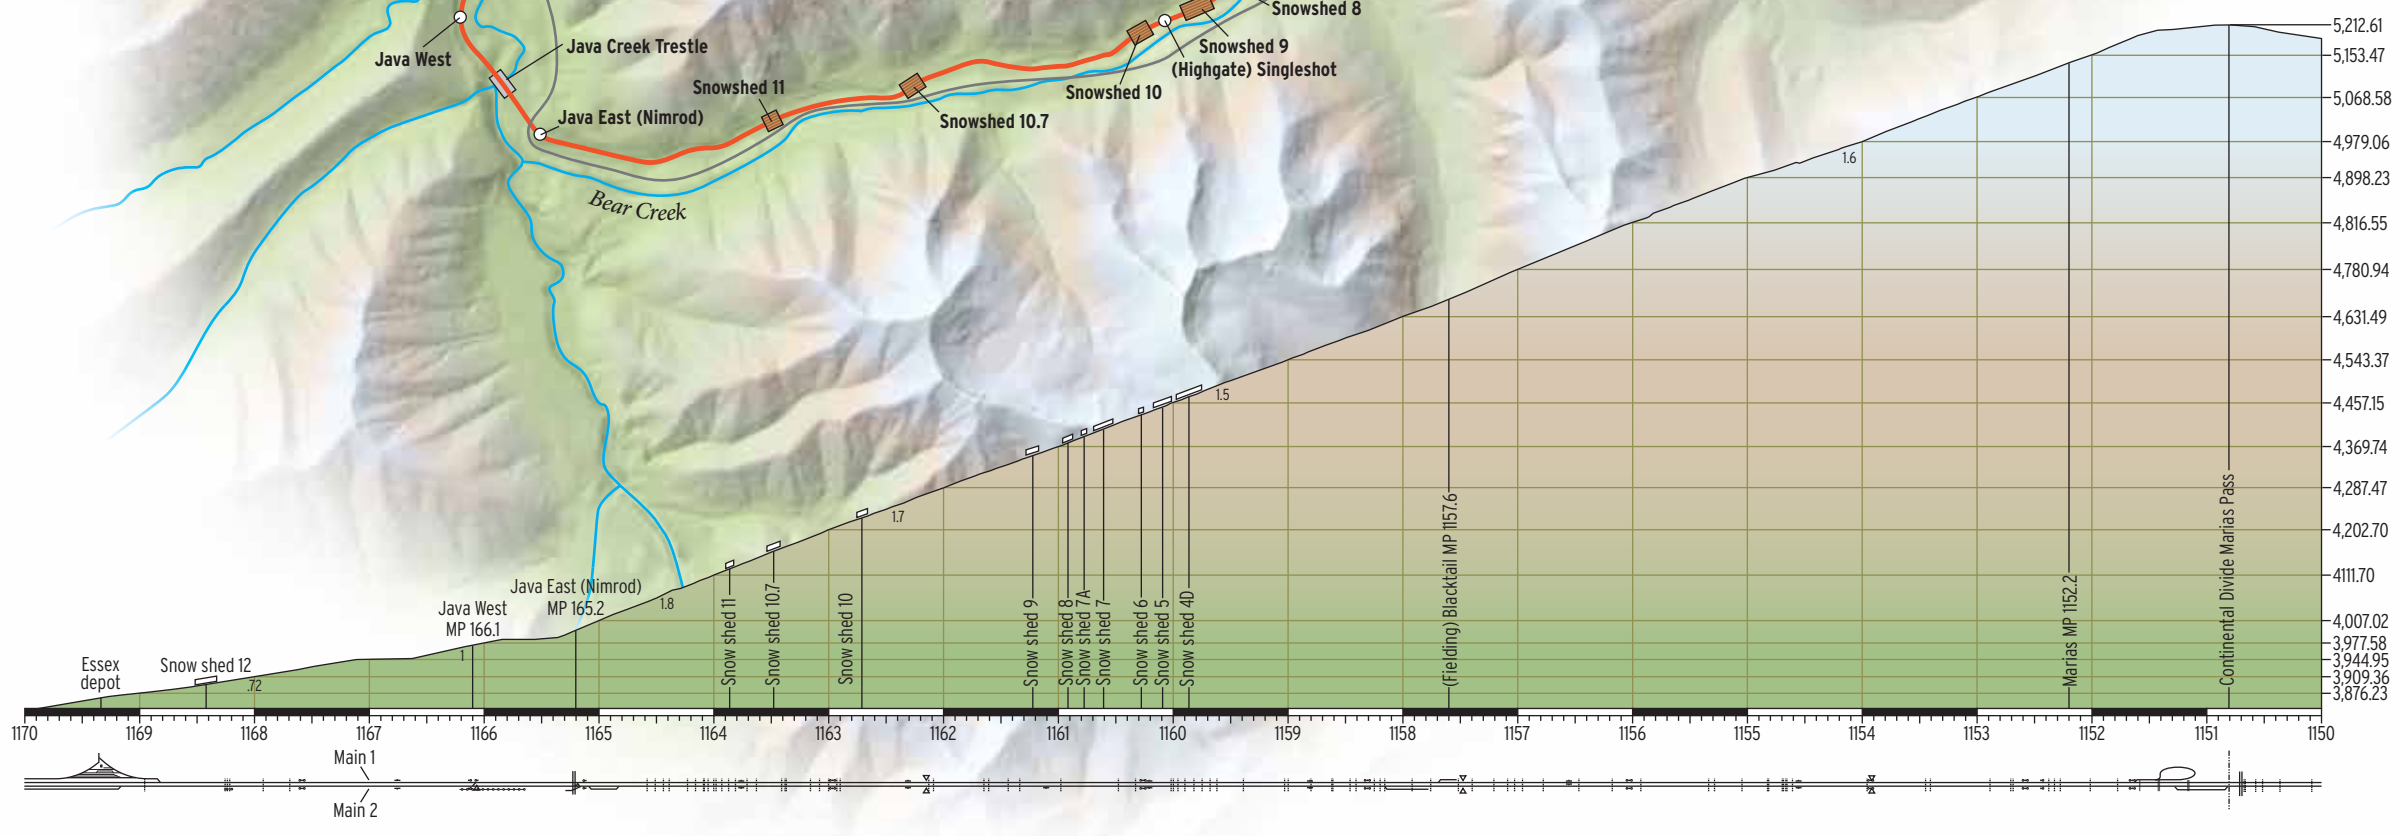 Snowshed 8
Java West
Java Creek Trestle
Snowshed 9
(Highgate) Singleshot
Snowshed 11
Snowshed 10
Java East (Nimrod)
Snowshed 10.7
Bear Creek
5,212.61
5,153.47
5,068.58
4,979.06
4,898.23
4,816.55
4,780.94
4,631.49
4,543.37
4,457.15
4,369.74
4,287.47
4,202.70
4111.70
4,007.02
3,977.58
3,944.95
3,909.36
3,876.23
1.6
1.5
1.7
1.8
1
.72
Essex
depot
Snow shed 12
Java West
MP 166.1
Java East (Nimrod)
MP 165.2
Snow shed 11
Snow shed 10.7
Snow shed 10
Snow shed 9
Snow shed 8
Snow shed 7A
Snow shed 7
Snow shed 6
Snow shed 5
Snow shed 4D
(Fielding) Blacktail MP 1157.6
Marias MP 1152.2
Continental Divide Marias Pass
1170 1169 1168 1167 1166 1165 1164 1163 1162 1161 1160 1159 1158 1157 1156 1155 1154 1153 1152 1151 1150
Main 1
Main 2